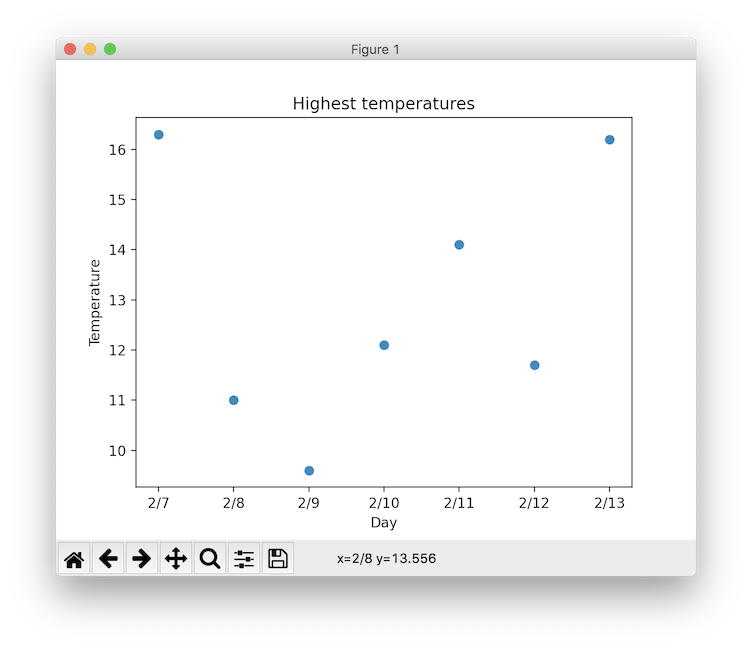 Figure 1
Highest temperatures
16
15
14
13
12
11
10
Temperature
2/7 2/8 2/9 2/10 2/11 2/12 2/13
Day
x=2/8 y=13.556